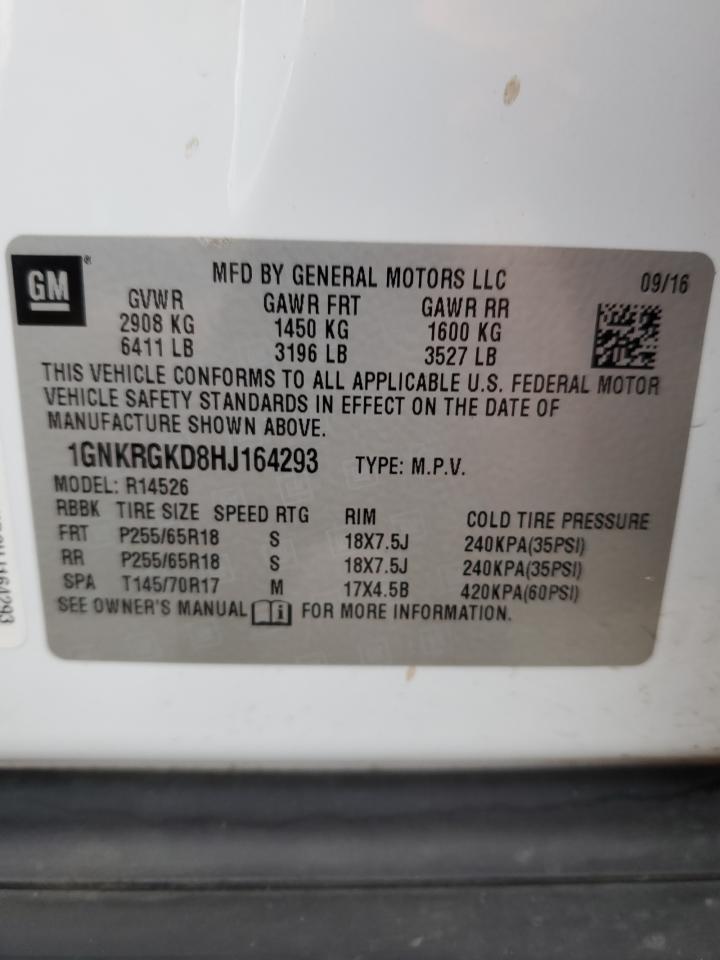 GM
MFD BY GENERAL MOTORS LLC 09/16
GVWR GAWR FRT GAWR RR
2908 KG 1450 KG 1600 KG
6411 LB 3196 LB 3527 LB
THIS VEHICLE CONFORMS TO ALL APPLICABLE U.S. FEDERAL MOTOR
VEHICLE SAFETY STANDARDS IN EFFECT ON THE DATE OF
MANUFACTURE SHOWN ABOVE.
1GNKRGKD8HJ164293 TYPE: M.P.V.
MODEL: R14526
RBBK TIRE SIZE SPEED RTG RIM COLD TIRE PRESSURE
FRT P255/65R18 S 18X7.5J 240KPA(35PSI)
RR P255/65R18 S 18X7.5J 240KPA(35PSI)
SPA T145/70R17 M 17X4.5B 420KPA(60PSI)
SEE OWNER'S MANUAL i FOR MORE INFORMATION.